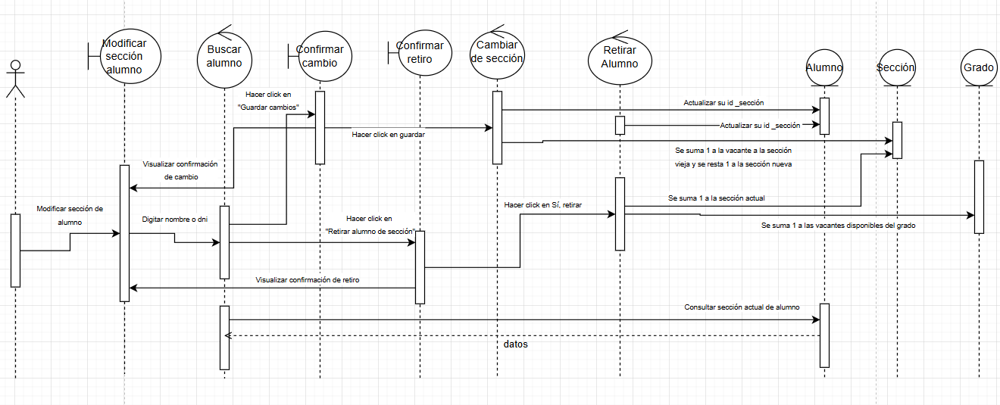 Modificar
sección
alumno
Buscar
alumno
Confirmar
cambio
Confirmar
retiro
Cambiar
de sección
Retirar
Alumno
Alumno
Sección
Grado
Hacer click en
"Guardar cambios"
Actualizar su id _sección
Actualizar su id _sección
Hacer click en guardar
Se suma 1 a la vacante a la sección
vieja y se resta 1 a la sección nueva
Visualizar confirmación
de cambio
Se suma 1 a la sección actual
Hacer click en Sí, retirar
Modificar sección de
alumno
Digitar nombre o dni
Hacer click en
"Retirar alumno de sección"
Se suma 1 a las vacantes disponibles del grado
Visualizar confirmación de retiro
Consultar sección actual de alumno
datos